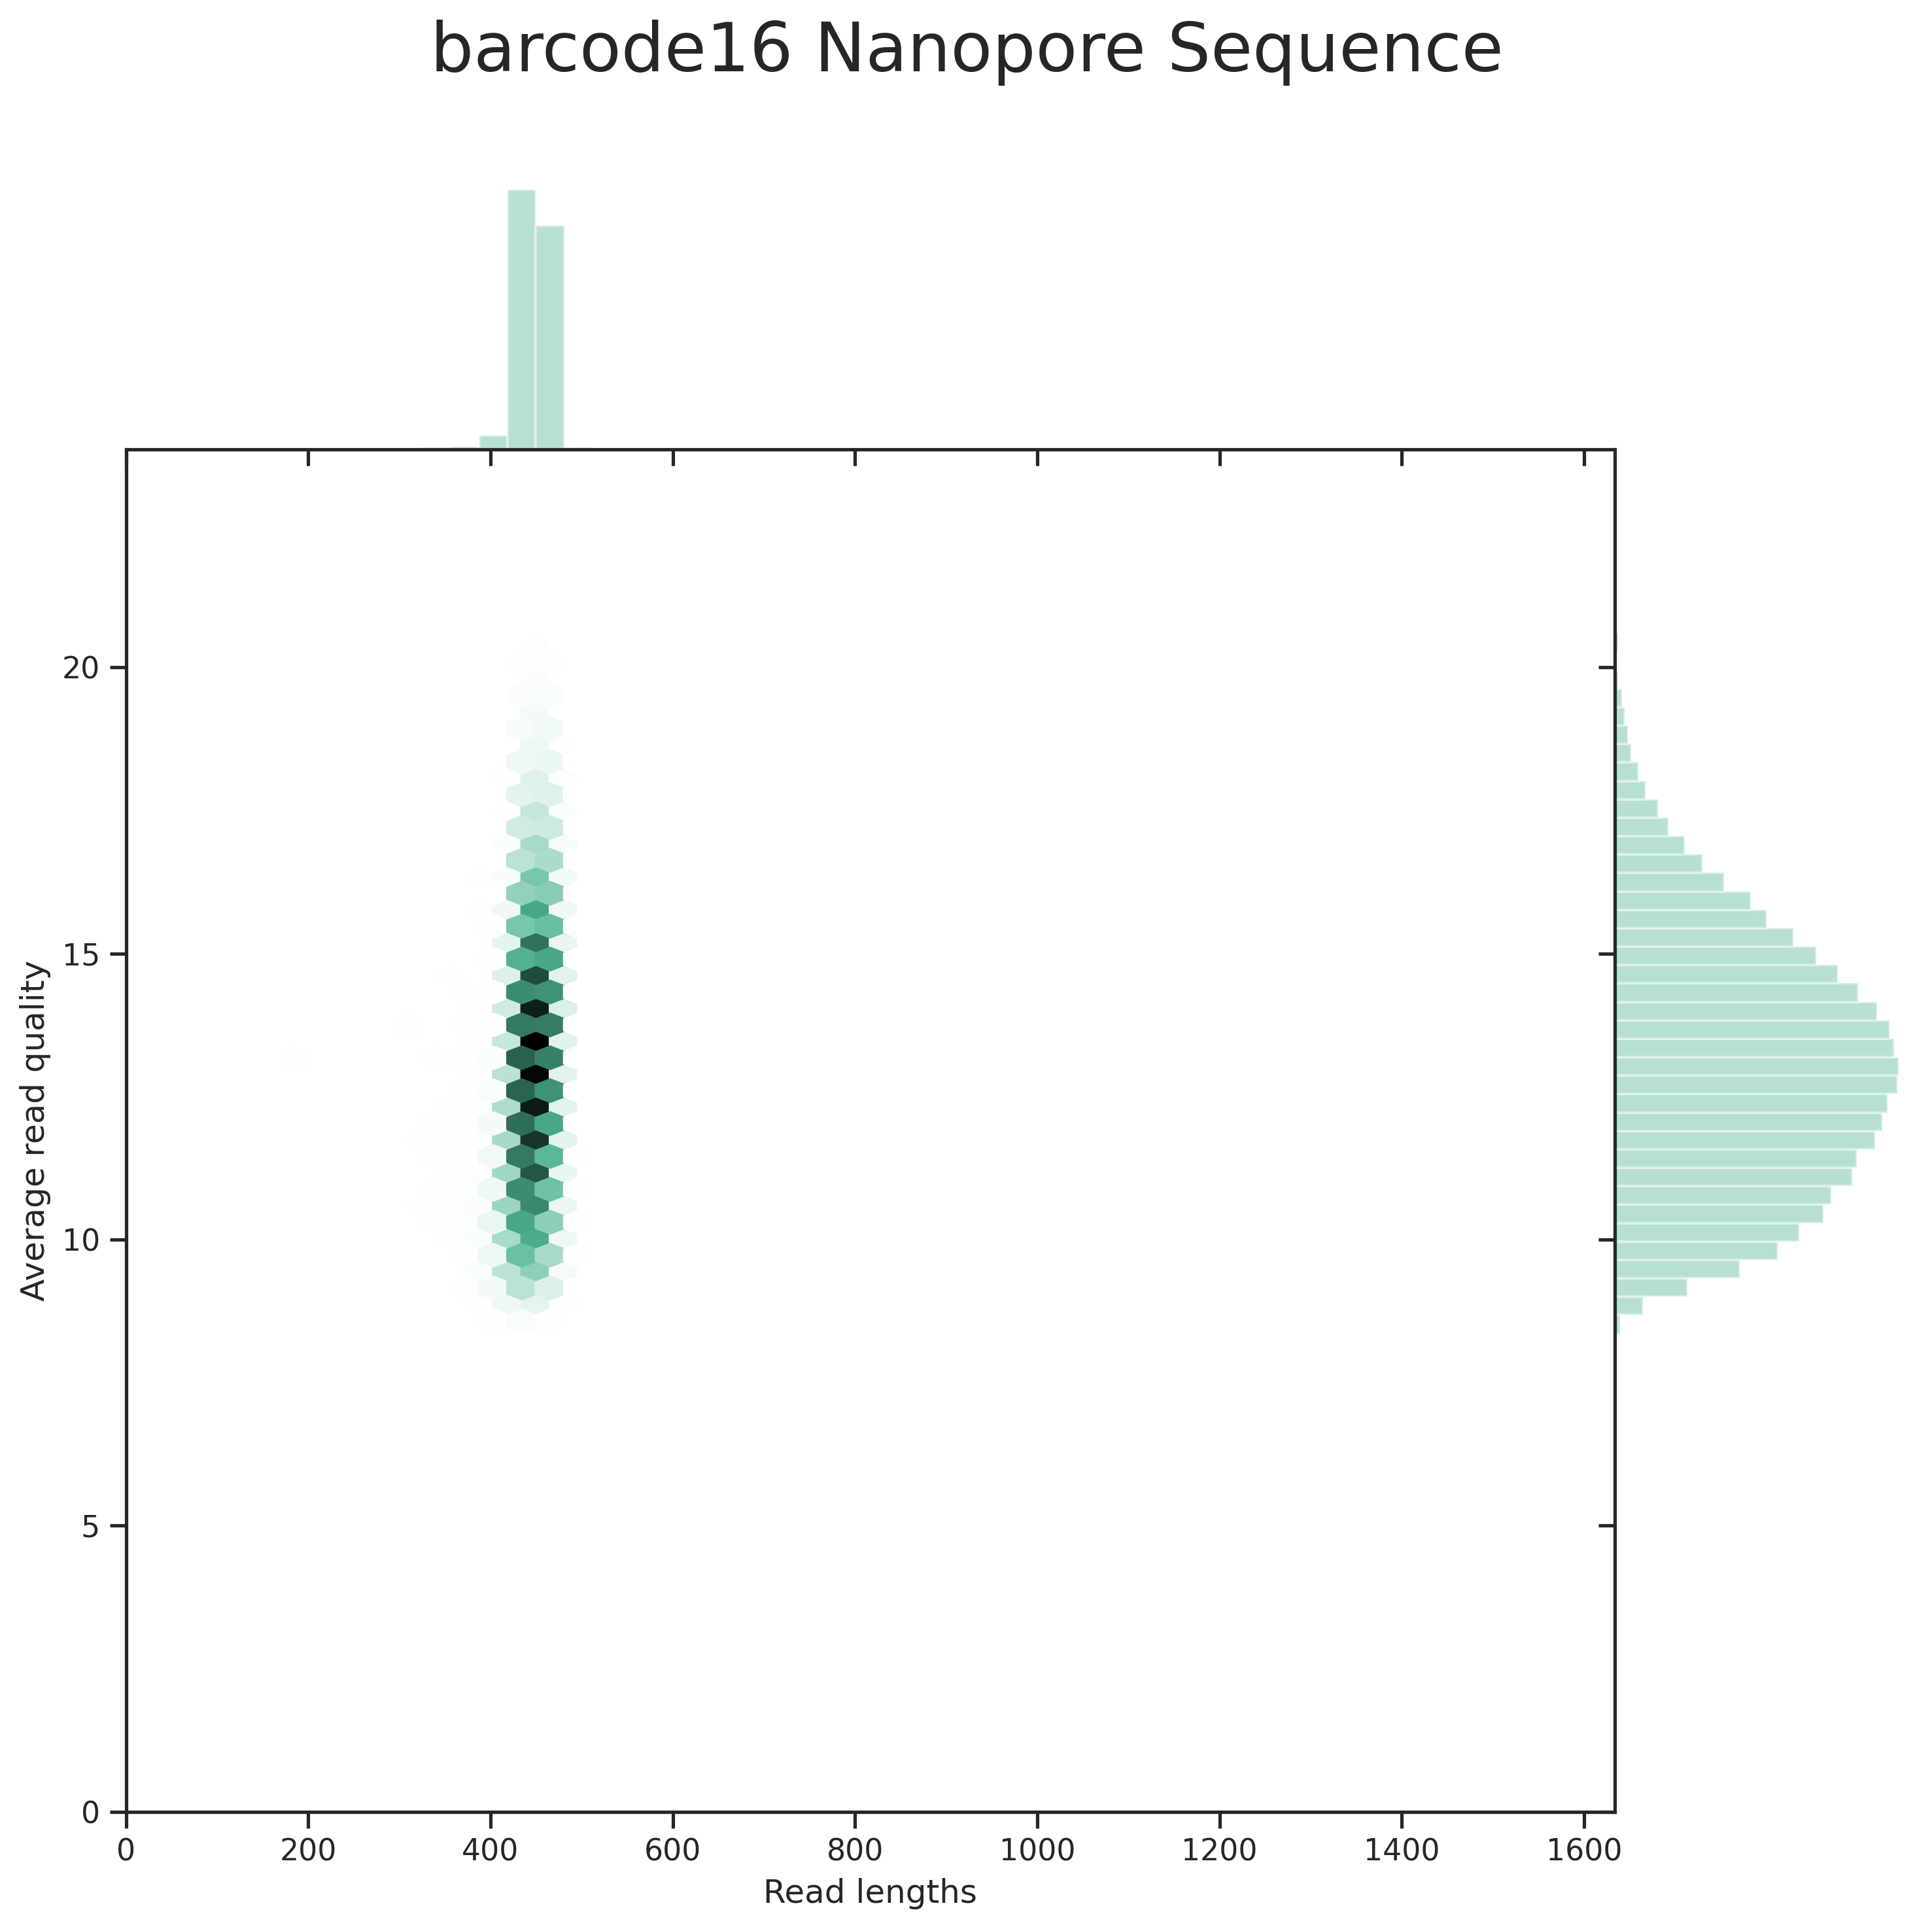 barcode16 Nanopore Sequence
20
15
10
5
0
Average read quality
0 200 400 600 800 1000 1200 1400 1600
Read lengths